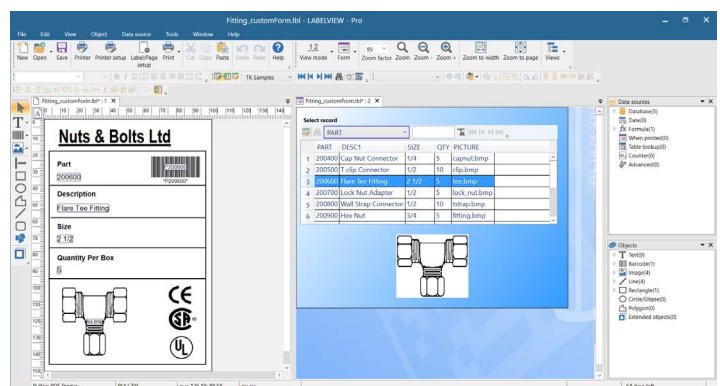 Fitting_customForm.lbl - LABELVIEW - Pro
File Edit View Object Data source Tools Window Help
New Open Save Printer Printer setup Label/Page setup Print Cut Copy Paste Undo Redo Help View mode Form Zoom factor Zoom Zoom - Zoom + Zoom to width Zoom to page Views
12 95
TK Samples
Fitting_customForm.lbl* : 1 X
Fitting_customForm.lbl* : 2 X
Nuts & Bolts Ltd
Part
200600
*P200600*
Description
Flare Tee Fitting
Size
2 1/2
Quantity Per Box
5
CE
SR
UL
Select record
PART
PART DESC1 SIZE QTY PICTURE
1 200400 Cap Nut Connector 1/4 5 capnut.bmp
2 200500 T clip Connector 1/2 10 clip.bmp
3 200600 Flare Tee Fitting 2 1/2 5 tee.bmp
4 200700 Lock Nut Adapter 1/2 5 lock_nut.bmp
5 200800 Wall Strap Connector 1/2 10 tstrap.bmp
6 200900 Hex Nut 3/4 5 fitting.bmp
Data sources
Database(5)
Date(0)
Formula(1)
When printed(0)
Table lookup(0)
Counter(0)
Advanced(0)
Objects
Text(9)
Barcode(1)
Image(4)
Line(4)
Rectangle(1)
Circle/Ellipse(0)
Polygon(0)
Extended objects(0)